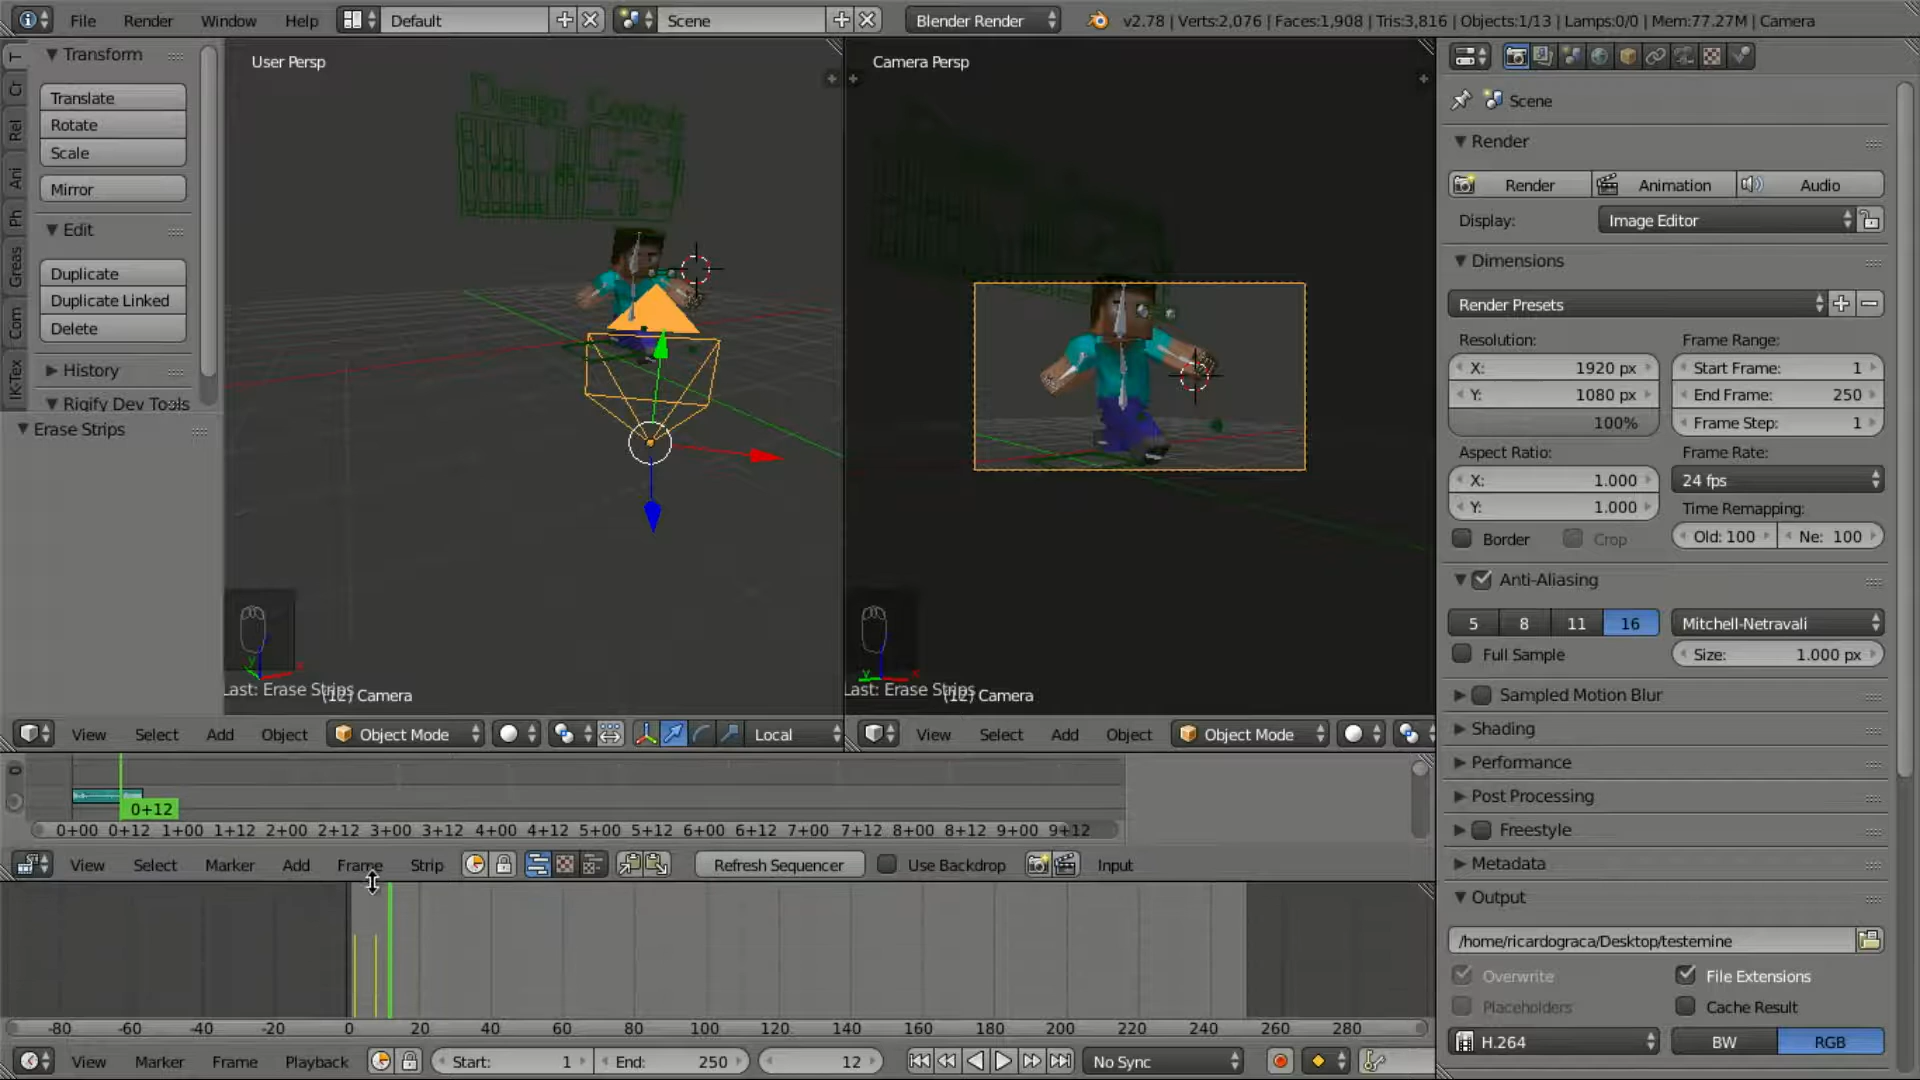 File Render Window Help Default Scene Blender Render v2.78 | Verts:2,076 | Faces:1,908 | Tris:3,816 | Objects:1/13 | Lamps:0/0 | Mem:77.27M | Camera
T
Cr
Rel
Ani
Ph
Greas
Com
IK-Tex
Transform
Translate
Rotate
Scale
Mirror
Edit
Duplicate
Duplicate Linked
Delete
History
Rigify Dev Tools
Erase Strips
User Persp
Design Controls
Last: Erase Strips
(12) Camera
Camera Persp
Last: Erase Strips
(12) Camera
View Select Add Object Object Mode Local
View Select Add Object Object Mode
0
0+12
0+00 0+12 1+00 1+12 2+00 2+12 3+00 3+12 4+00 4+12 5+00 5+12 6+00 6+12 7+00 7+12 8+00 8+12 9+00 9+12
View Select Marker Add Frame Strip Refresh Sequencer Use Backdrop Input
-80 -60 -40 -20 0 20 40 60 80 100 120 140 160 180 200 220 240 260 280
View Marker Frame Playback Start: 1 End: 250 12 No Sync
Scene
Render
Render Animation Audio
Display: Image Editor
Dimensions
Render Presets
Resolution: Frame Range:
X: 1920 px Start Frame: 1
Y: 1080 px End Frame: 250
100% Frame Step: 1
Aspect Ratio: Frame Rate:
X: 1.000 24 fps
Y: 1.000 Time Remapping:
Border Crop Old: 100 Ne: 100
Anti-Aliasing
5 8 11 16 Mitchell-Netravali
Full Sample Size: 1.000 px
Sampled Motion Blur
Shading
Performance
Post Processing
Freestyle
Metadata
Output
/home/ricardograca/Desktop/testemine
Overwrite File Extensions
Placeholders Cache Result
H.264 BW RGB